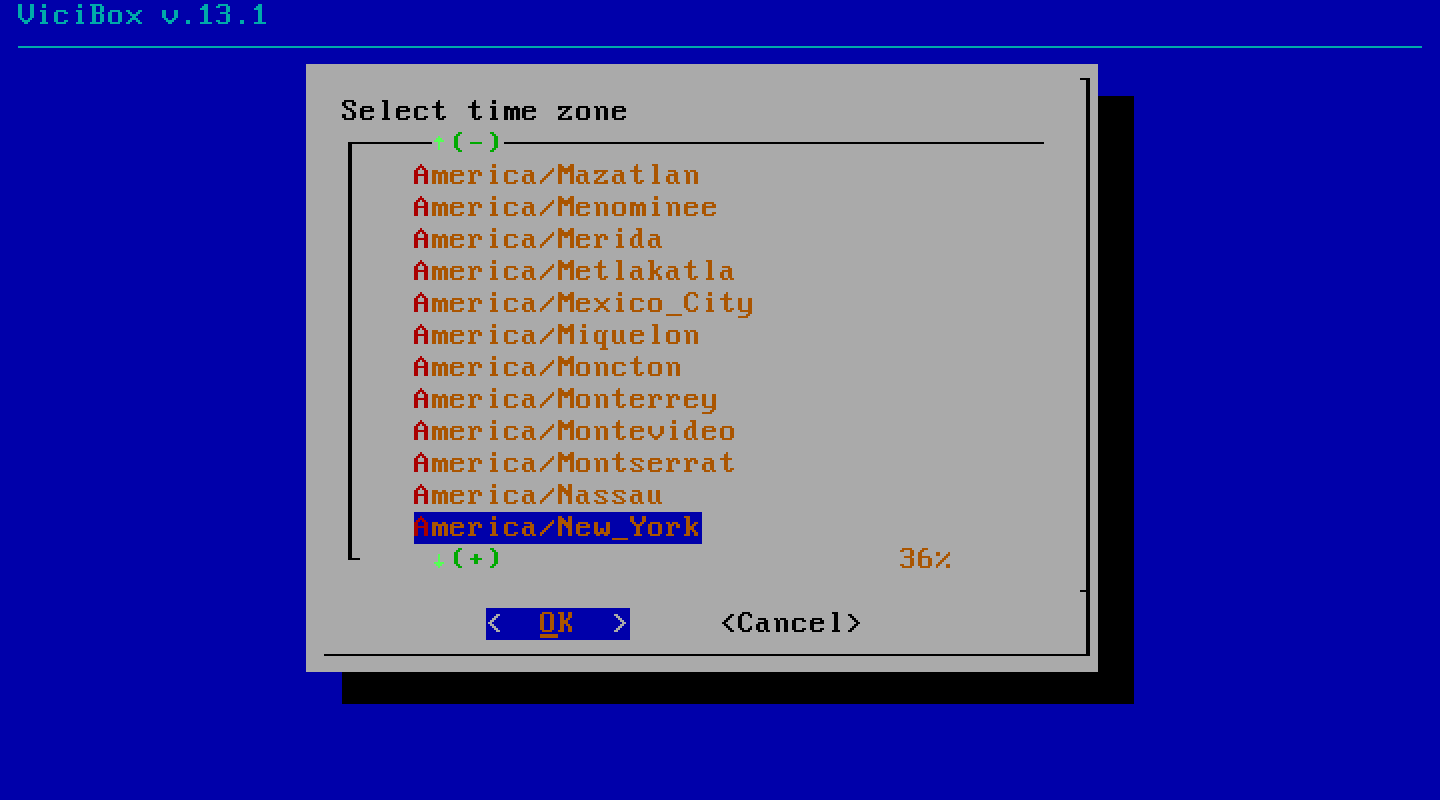 ViciBox v.13.1
Select time zone
↑(-)
America/Mazatlan
America/Menominee
America/Merida
America/Metlakatla
America/Mexico_City
America/Miquelon
America/Moncton
America/Monterrey
America/Montevideo
America/Montserrat
America/Nassau
America/New_York
↓(+) 36%
< OK > <Cancel>